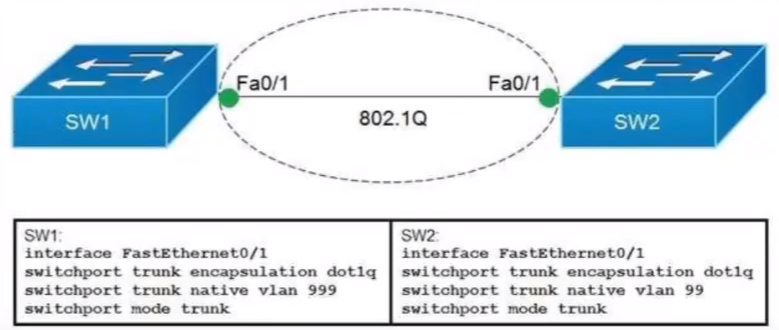 Fa0/1
Fa0/1
SW1
802.1Q
SW2
SW1:
interface FastEthernet0/1
switchport trunk encapsulation dot1q
switchport trunk native vlan 999
switchport mode trunk
SW2:
interface FastEthernet0/1
switchport trunk encapsulation dot1q
switchport trunk native vlan 99
switchport mode trunk